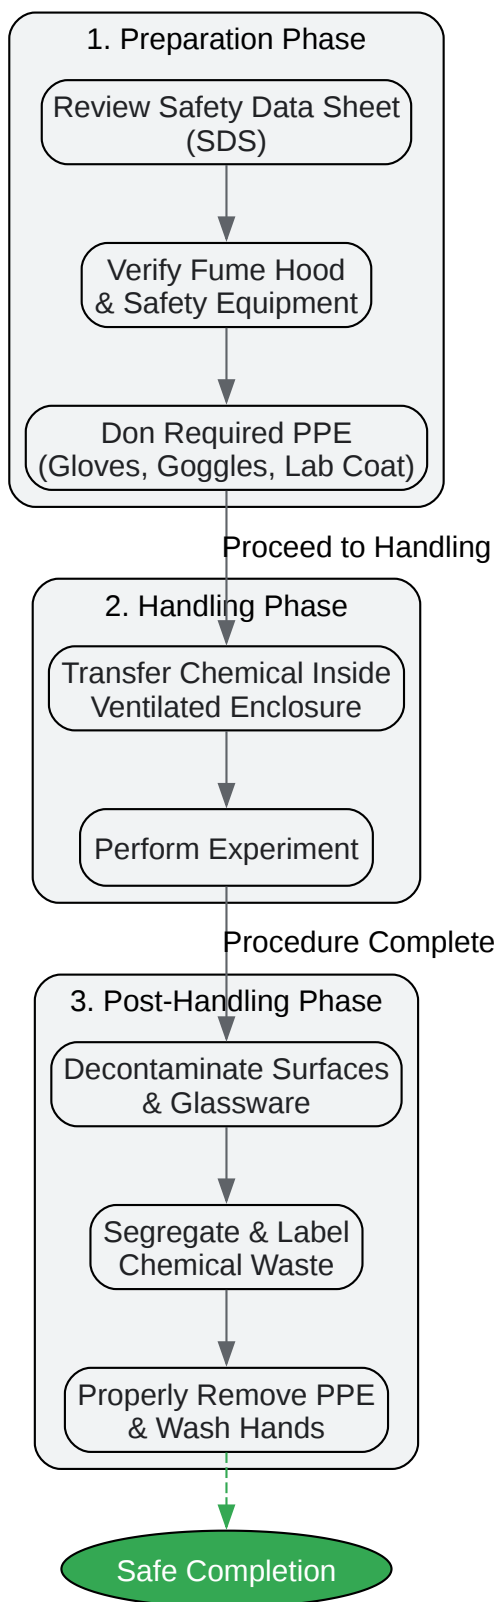 1. Preparation Phase
Review Safety Data Sheet
(SDS)
Verify Fume Hood
& Safety Equipment
Don Required PPE
(Gloves, Goggles, Lab Coat)
Proceed to Handling
2. Handling Phase
Transfer Chemical Inside
Ventilated Enclosure
Perform Experiment
Procedure Complete
3. Post-Handling Phase
Decontaminate Surfaces
& Glassware
Segregate & Label
Chemical Waste
Properly Remove PPE
& Wash Hands
Safe Completion